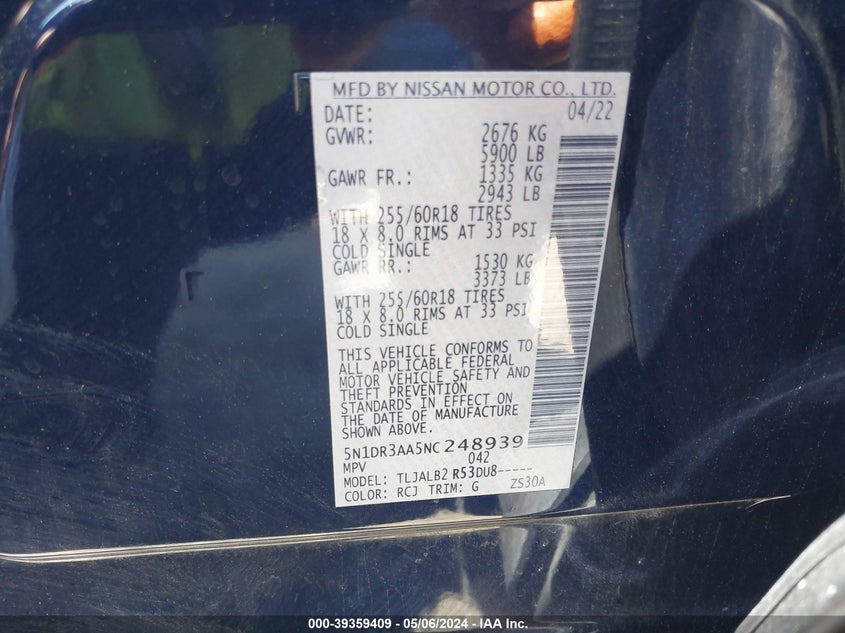 MFD BY NISSAN MOTOR CO., LTD.
DATE: 04/22
GVWR: 2676 KG
5900 LB
GAWR FR.: 1335 KG
2943 LB
WITH 255/60R18 TIRES
18 X 8.0 RIMS AT 33 PSI
COLD SINGLE
GAWR RR.: 1530 KG
3373 LB
WITH 255/60R18 TIRES
18 X 8.0 RIMS AT 33 PSI
COLD SINGLE
THIS VEHICLE CONFORMS TO
ALL APPLICABLE FEDERAL
MOTOR VEHICLE SAFETY AND
THEFT PREVENTION
STANDARDS IN EFFECT ON
THE DATE OF MANUFACTURE
SHOWN ABOVE.
5N1DR3AA5NC248939
MPV 042
MODEL: TLJALB2 R53DU8-----
COLOR: RCJ TRIM: G ZS30A
000-39359409 - 05/06/2024 - IAA Inc.